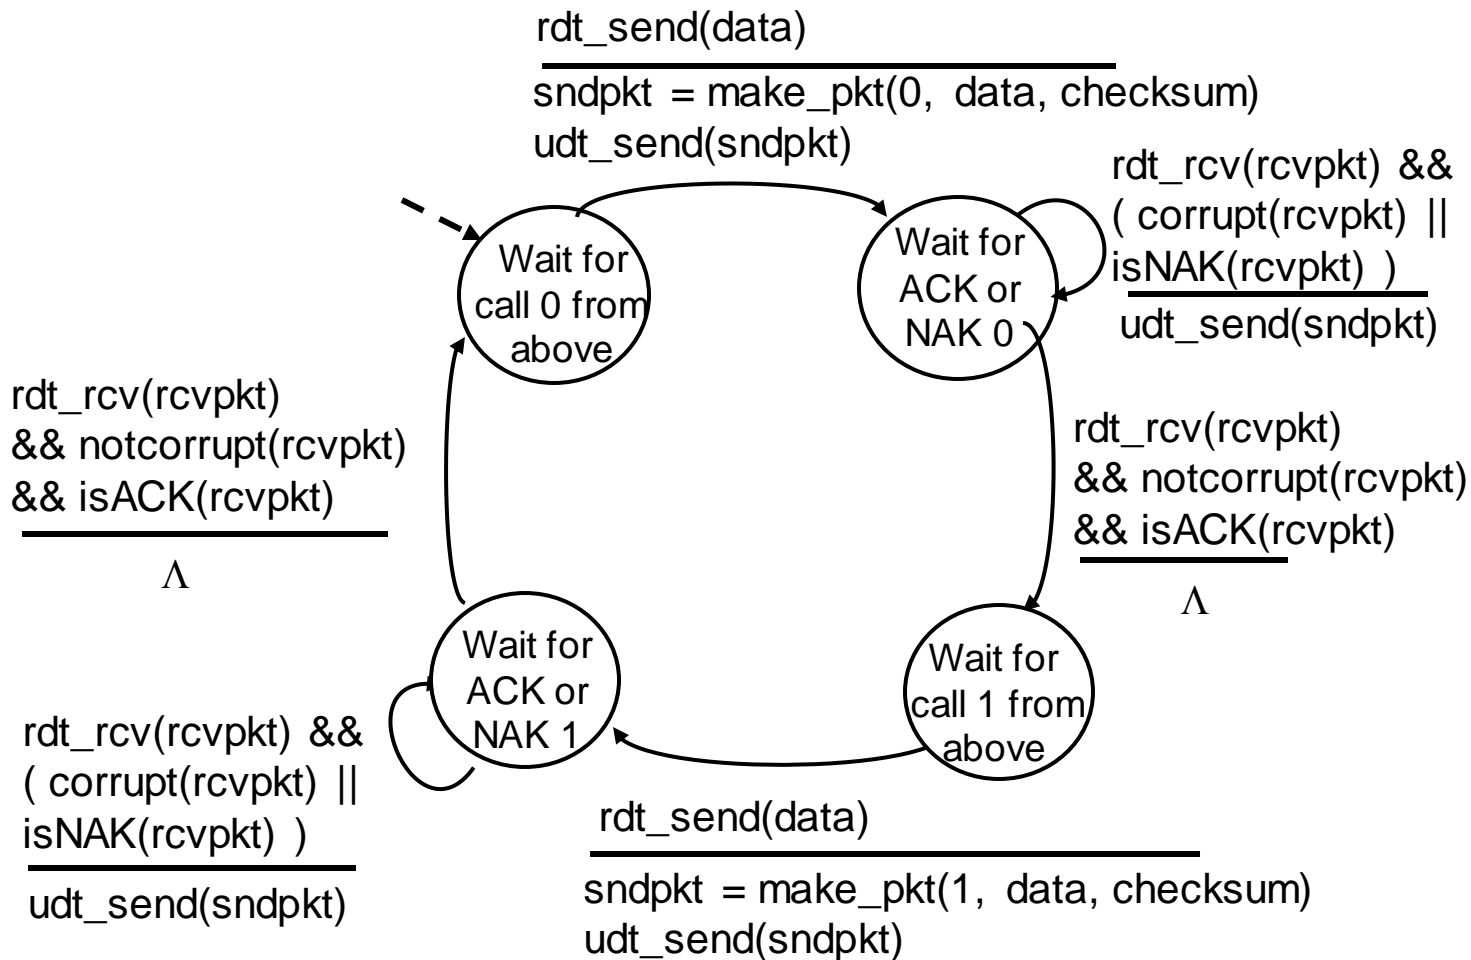 rdt_send(data)
sndpkt = make_pkt(0, data, checksum)
udt_send(sndpkt)
rdt_rcv(rcvpkt) &&
( corrupt(rcvpkt) ||
isNAK(rcvpkt) )
udt_send(sndpkt)
Wait for
call 0 from
above
Wait for
ACK or
NAK 0
rdt_rcv(rcvpkt)
&& notcorrupt(rcvpkt)
&& isACK(rcvpkt)
Λ
rdt_rcv(rcvpkt)
&& notcorrupt(rcvpkt)
&& isACK(rcvpkt)
Λ
Wait for
ACK or
NAK 1
Wait for
call 1 from
above
rdt_rcv(rcvpkt) &&
( corrupt(rcvpkt) ||
isNAK(rcvpkt) )
udt_send(sndpkt)
rdt_send(data)
sndpkt = make_pkt(1, data, checksum)
udt_send(sndpkt)